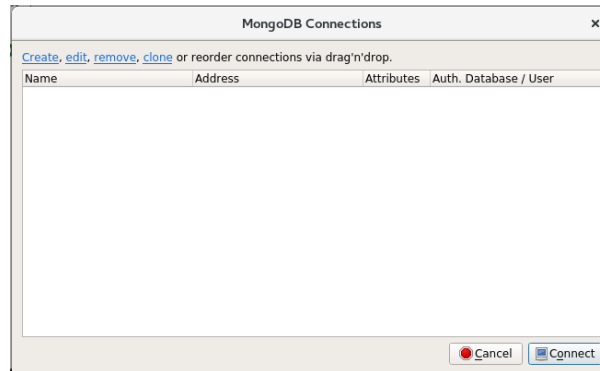 MongoDB Connections
Create, edit, remove, clone or reorder connections via drag'n'drop.
Name Address Attributes Auth. Database / User
Cancel Connect